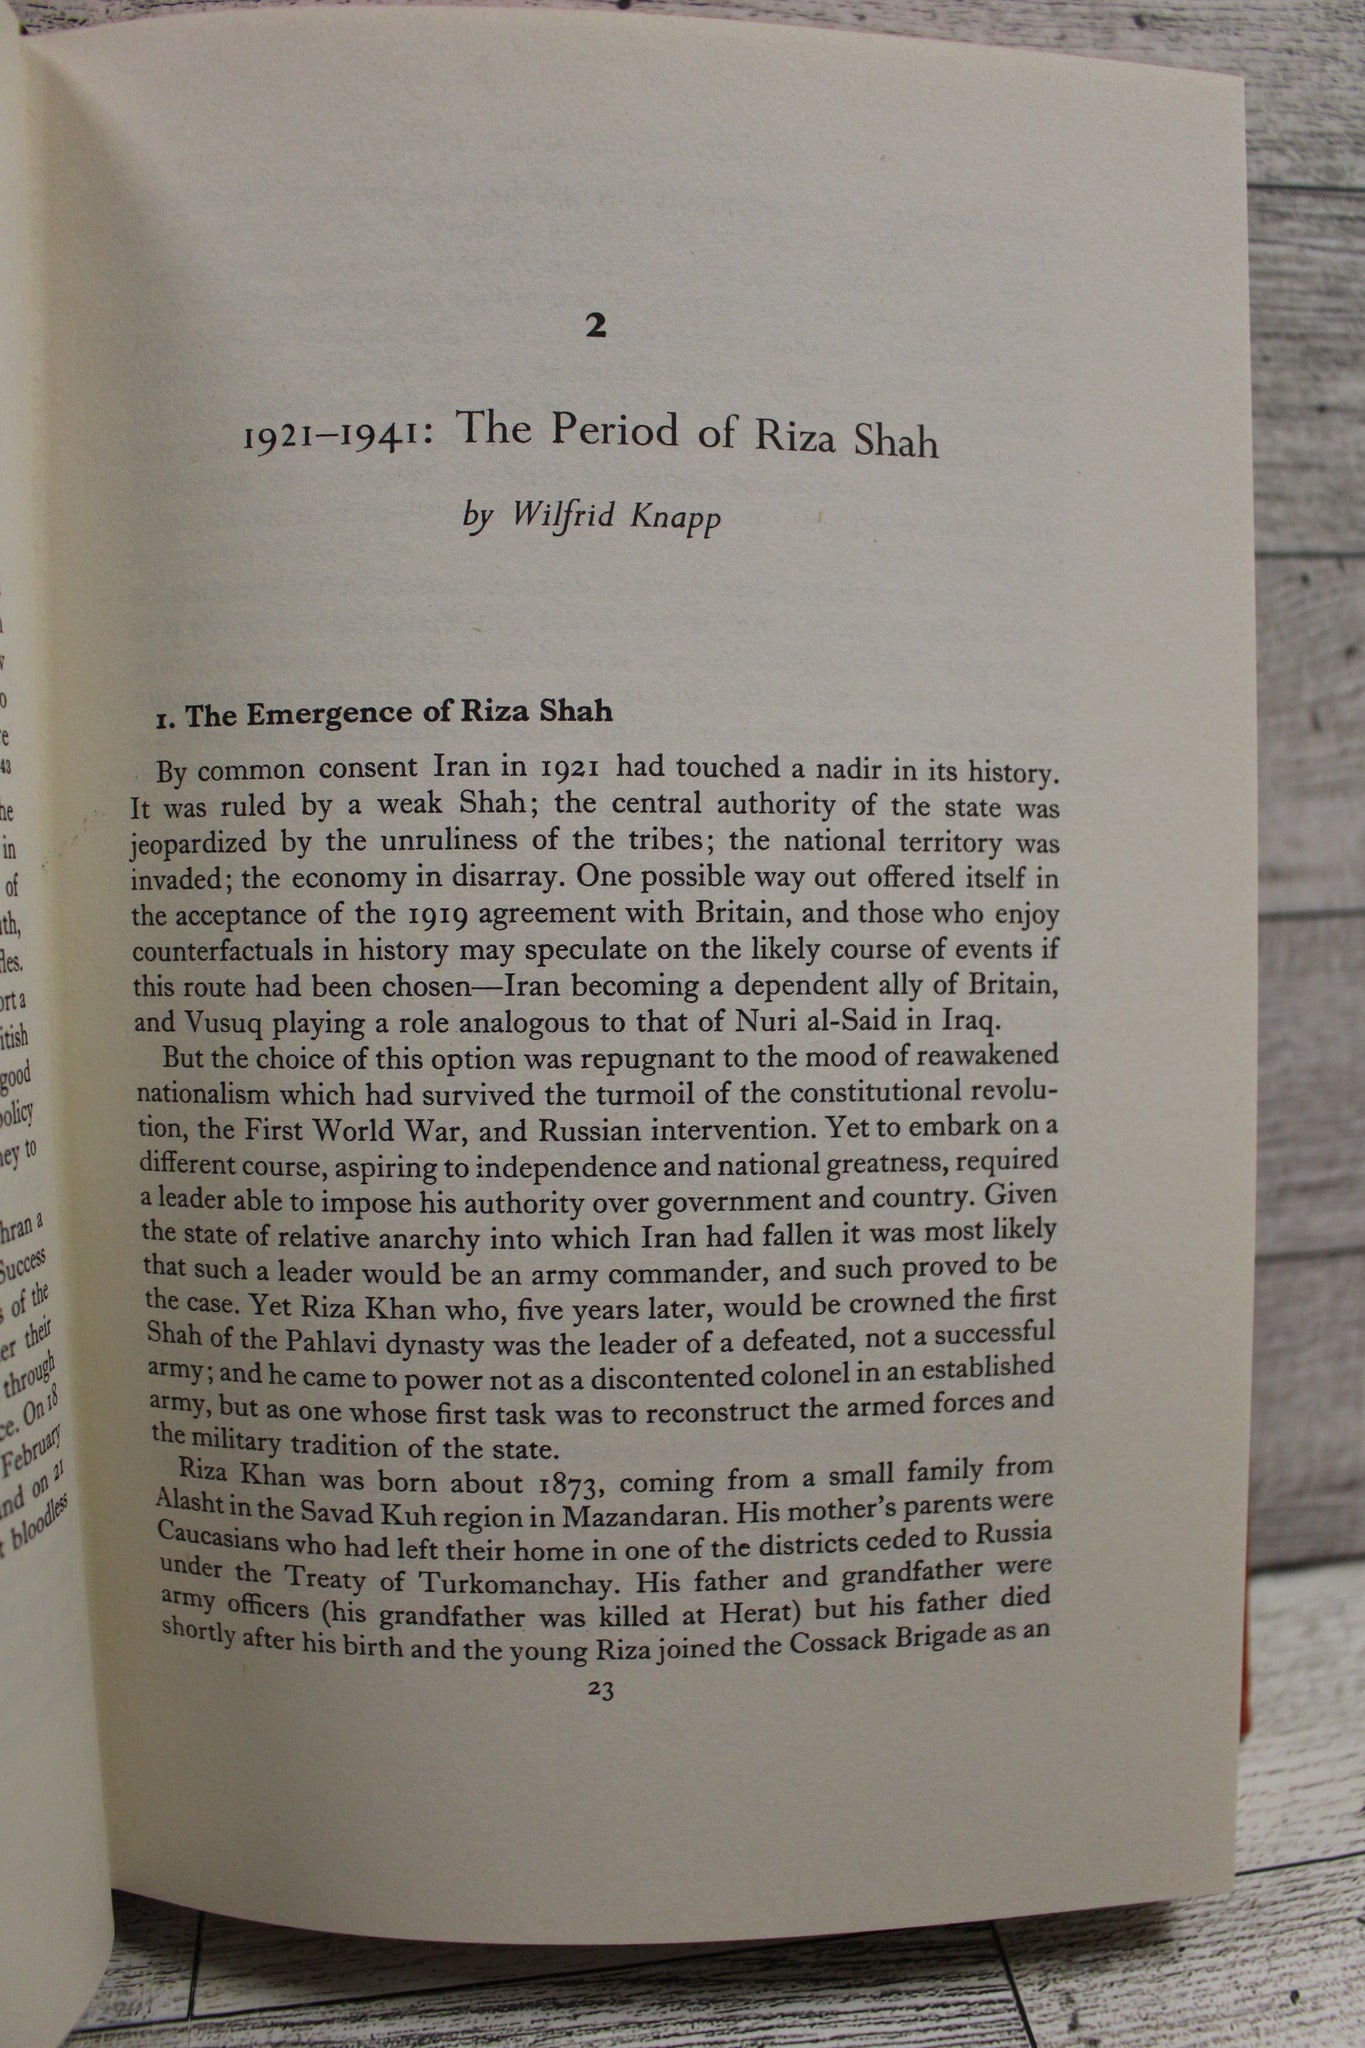 2
1921–1941: The Period of Riza Shah
by Wilfrid Knapp
1. The Emergence of Riza Shah
By common consent Iran in 1921 had touched a nadir in its history.
It was ruled by a weak Shah; the central authority of the state was
jeopardized by the unruliness of the tribes; the national territory was
invaded; the economy in disarray. One possible way out offered itself in
the acceptance of the 1919 agreement with Britain, and those who enjoy
counterfactuals in history may speculate on the likely course of events if
this route had been chosen—Iran becoming a dependent ally of Britain,
and Vusuq playing a role analogous to that of Nuri al-Said in Iraq.
But the choice of this option was repugnant to the mood of reawakened
nationalism which had survived the turmoil of the constitutional revolu-
tion, the First World War, and Russian intervention. Yet to embark on a
different course, aspiring to independence and national greatness, required
a leader able to impose his authority over government and country. Given
the state of relative anarchy into which Iran had fallen it was most likely
that such a leader would be an army commander, and such proved to be
the case. Yet Riza Khan who, five years later, would be crowned the first
Shah of the Pahlavi dynasty was the leader of a defeated, not a successful
army; and he came to power not as a discontented colonel in an established
army, but as one whose first task was to reconstruct the armed forces and
the military tradition of the state.
Riza Khan was born about 1873, coming from a small family from
Alasht in the Savad Kuh region in Mazandaran. His mother's parents were
Caucasians who had left their home in one of the districts ceded to Russia
under the Treaty of Turkomanchay. His father and grandfather were
army officers (his grandfather was killed at Herat) but his father died
shortly after his birth and the young Riza joined the Cossack Brigade as an
23
43
in
of
good
policy
to
a
Success
of the
their
through
On 18
February
on 21
bloodless